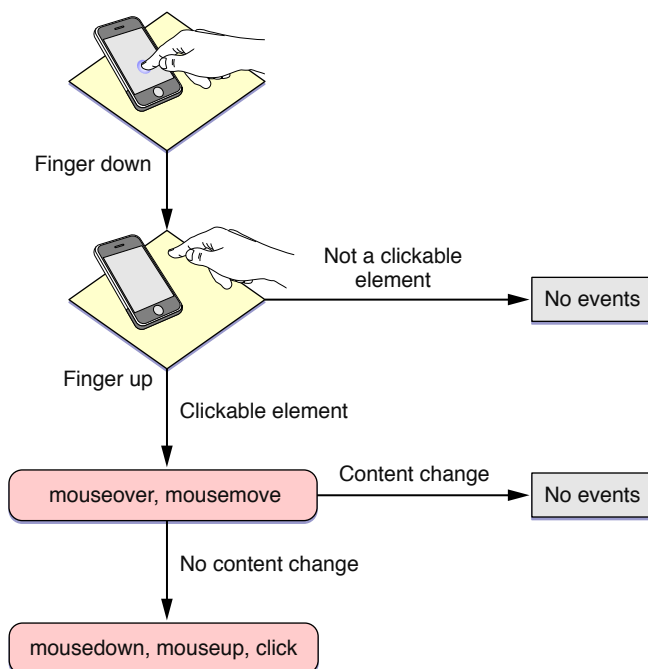 Finger down
Not a clickable
element
No events
Finger up
Clickable element
mouseover, mousemove
Content change
No events
No content change
mousedown, mouseup, click